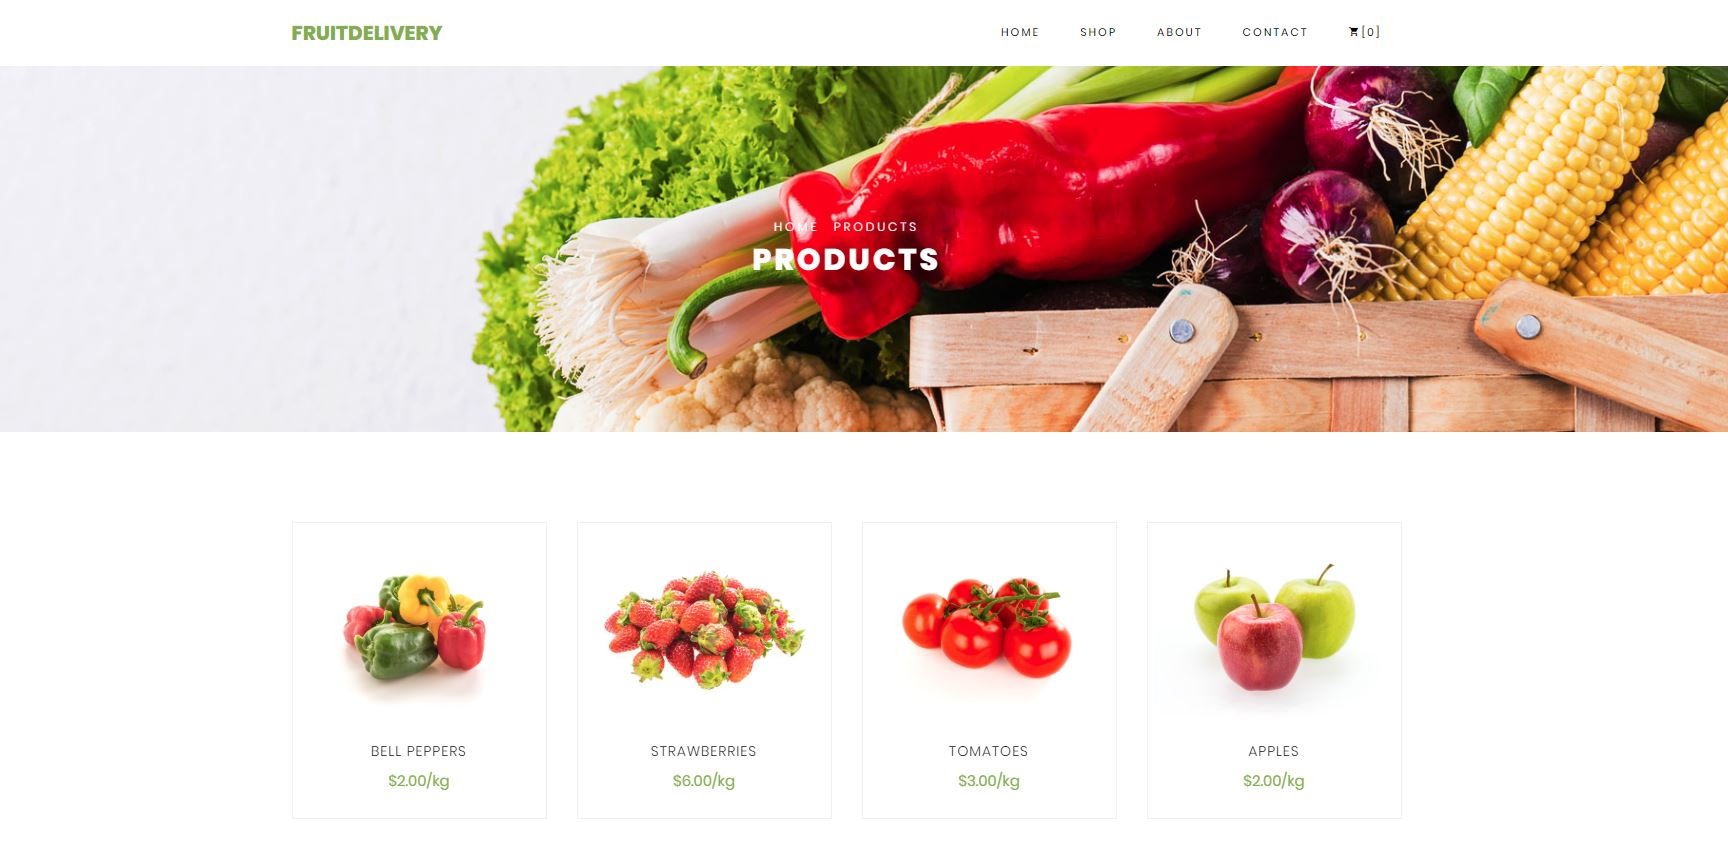 FRUITDELIVERY
HOME SHOP ABOUT CONTACT [0]
HOME PRODUCTS
PRODUCTS
BELL PEPPERS
$2.00/kg
STRAWBERRIES
$6.00/kg
TOMATOES
$3.00/kg
APPLES
$2.00/kg